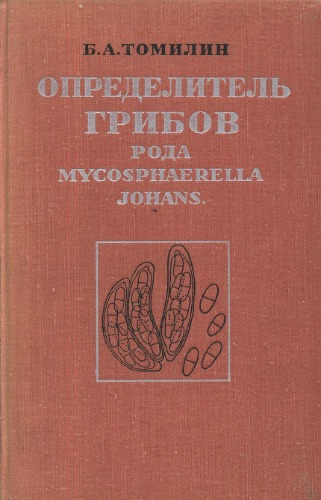 Б.А.ТОМИЛИН
ОПРЕДЕЛИТЕЛЬ
ГРИБОВ
РОДА
MYCOSPHAERELLA
JOHANS.